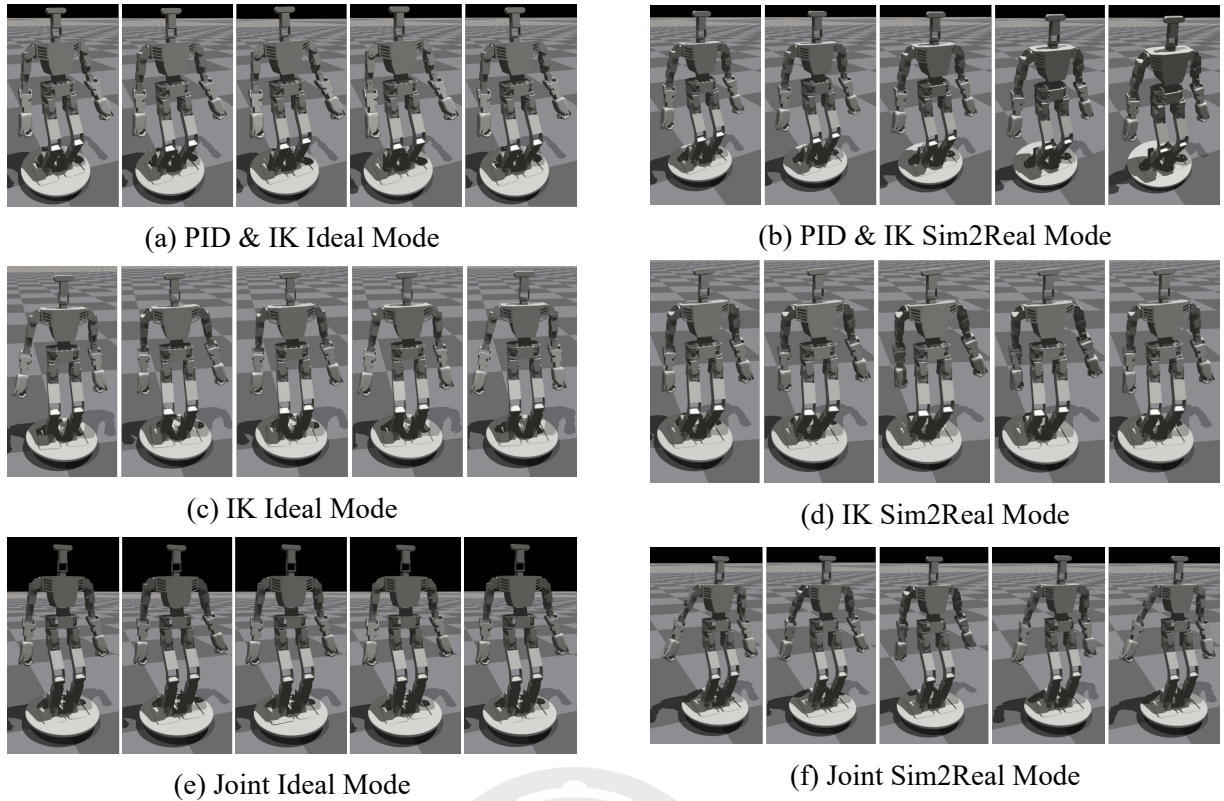 (a) PID & IK Ideal Mode
(b) PID & IK Sim2Real Mode
(c) IK Ideal Mode
(d) IK Sim2Real Mode
(e) Joint Ideal Mode
(f) Joint Sim2Real Mode